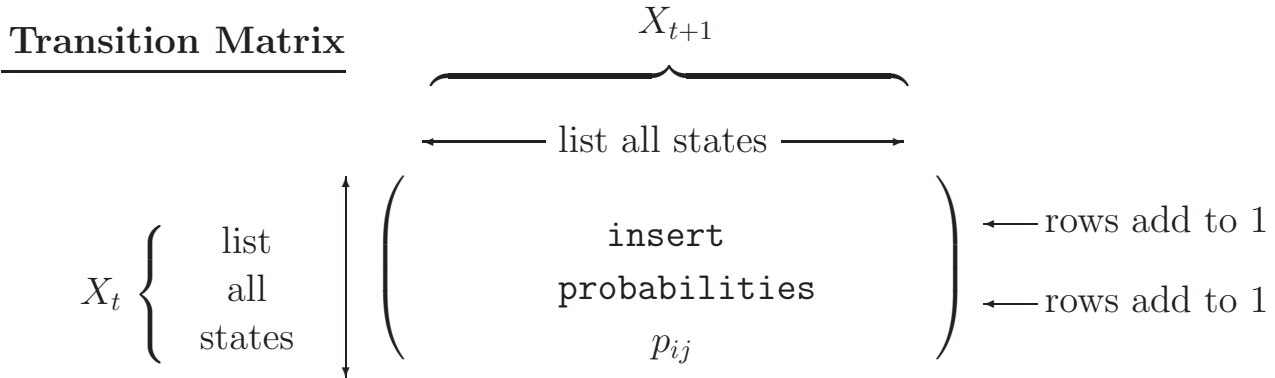 Transition Matrix
X_{t+1}
list all states
list
all
states
X_t
insert
probabilities
p_{ij}
rows add to 1
rows add to 1